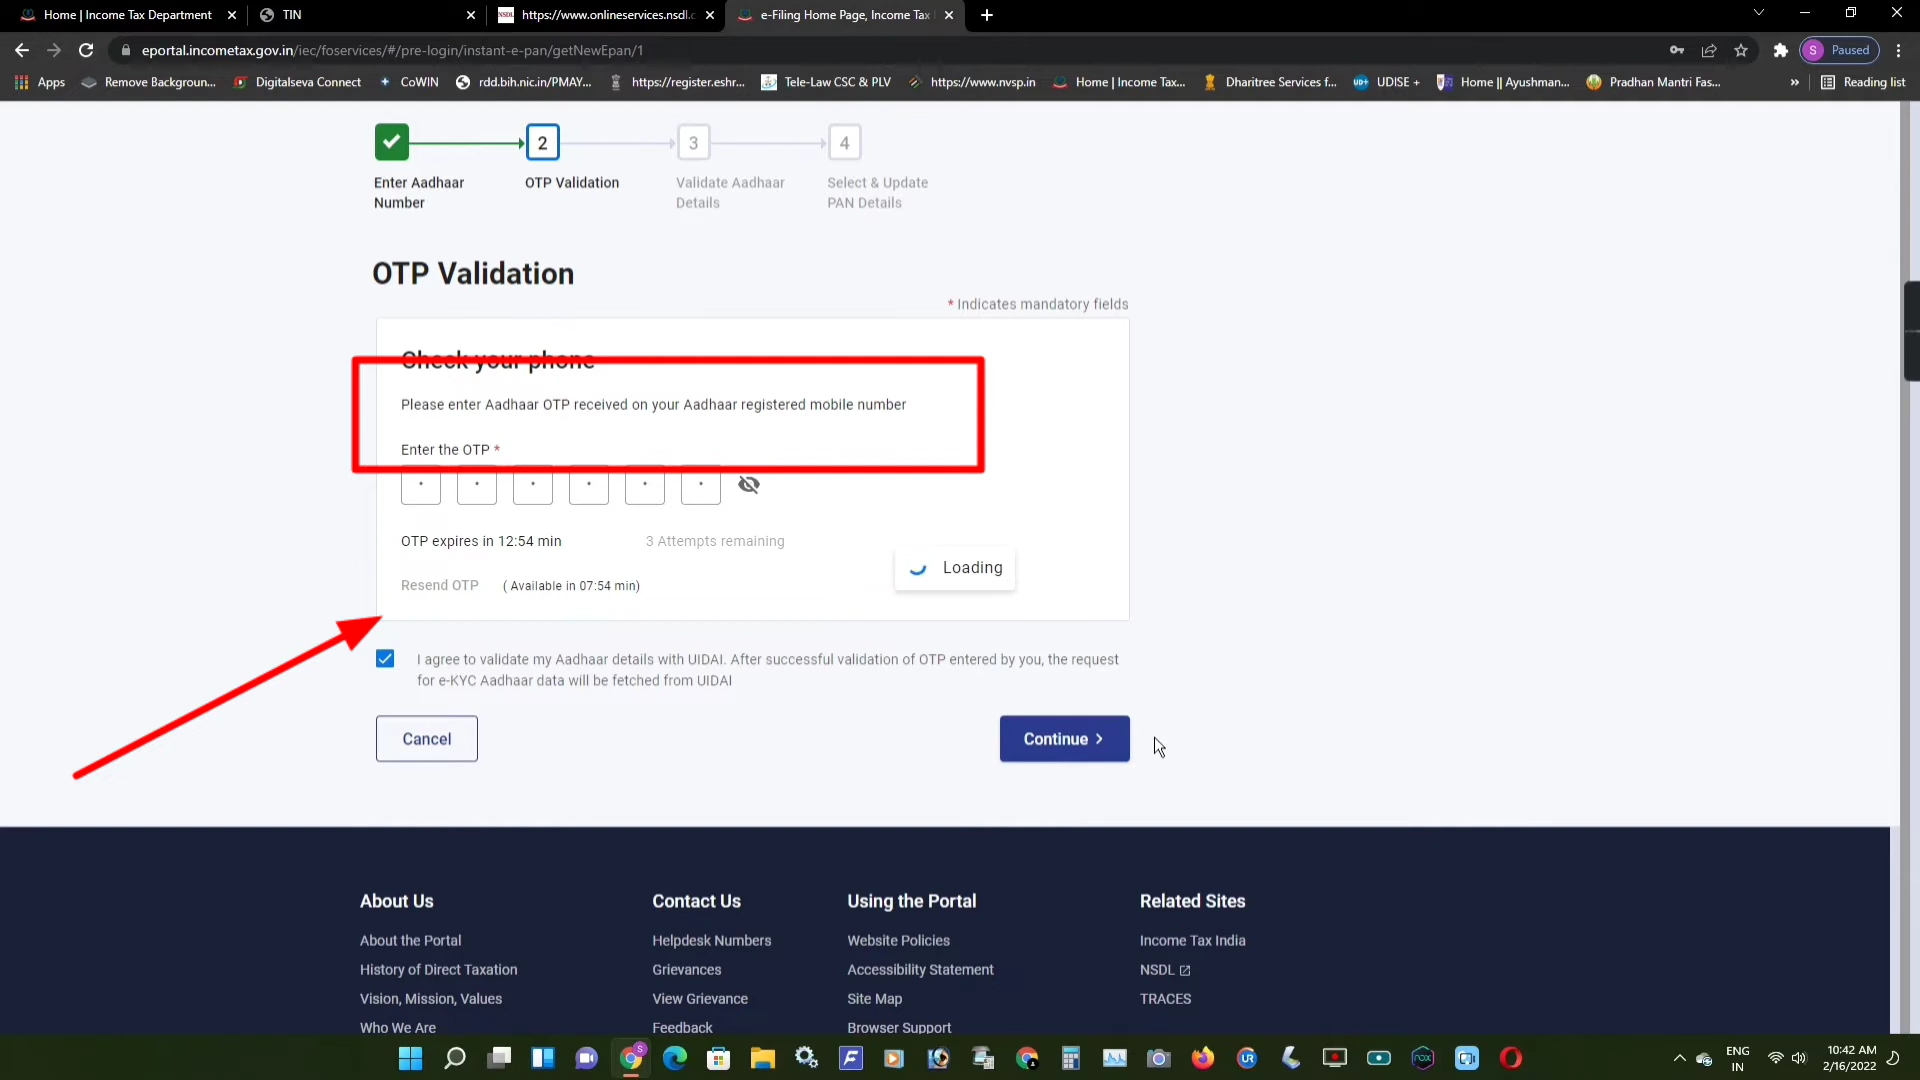 Home | Income Tax Department
TIN
NSDL https://www.onlineservices.nsdl.c
e-Filing Home Page, Income Tax
eportal.incometax.gov.in/iec/foservices/#/pre-login/instant-e-pan/getNewEpan/1
S Paused
Apps
Remove Backgroun...
Digitalseva Connect
CoWIN
rdd.bih.nic.in/PMAY...
https://register.eshr...
Tele-Law CSC & PLV
https://www.nvsp.in
Home | Income Tax...
Dharitree Services f...
UDISE +
Home || Ayushman...
Pradhan Mantri Fas...
»
Reading list
2 3 4
Enter Aadhaar
Number
OTP Validation
Validate Aadhaar
Details
Select & Update
PAN Details
OTP Validation
* Indicates mandatory fields
Check your phone
Please enter Aadhaar OTP received on your Aadhaar registered mobile number
Enter the OTP *
OTP expires in 12:54 min
3 Attempts remaining
Loading
Resend OTP
( Available in 07:54 min)
I agree to validate my Aadhaar details with UIDAI. After successful validation of OTP entered by you, the request
for e-KYC Aadhaar data will be fetched from UIDAI
Cancel
Continue >
About Us
Contact Us
Using the Portal
Related Sites
About the Portal
Helpdesk Numbers
Website Policies
Income Tax India
History of Direct Taxation
Grievances
Accessibility Statement
NSDL
Vision, Mission, Values
View Grievance
Site Map
TRACES
Who We Are
Feedback
Browser Support
ENG
IN
10:42 AM
2/16/2022